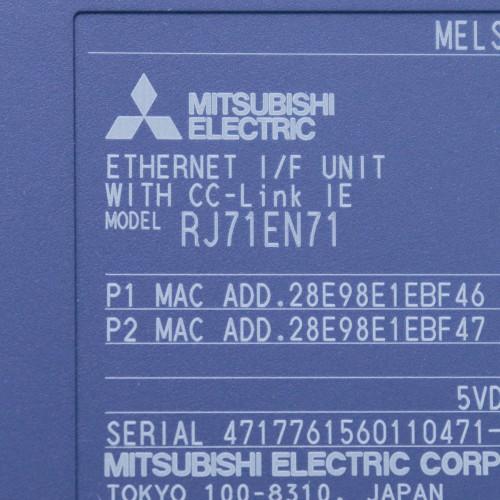 MELS
MITSUBISHI
ELECTRIC
ETHERNET I/F UNIT
WITH CC-Link IE
MODEL RJ71EN71
P1 MAC ADD.28E98E1EBF46
P2 MAC ADD.28E98E1EBF47
5VD
SERIAL 4717761560110471-
MITSUBISHI ELECTRIC CORP
TOKYO 100-8310, JAPAN